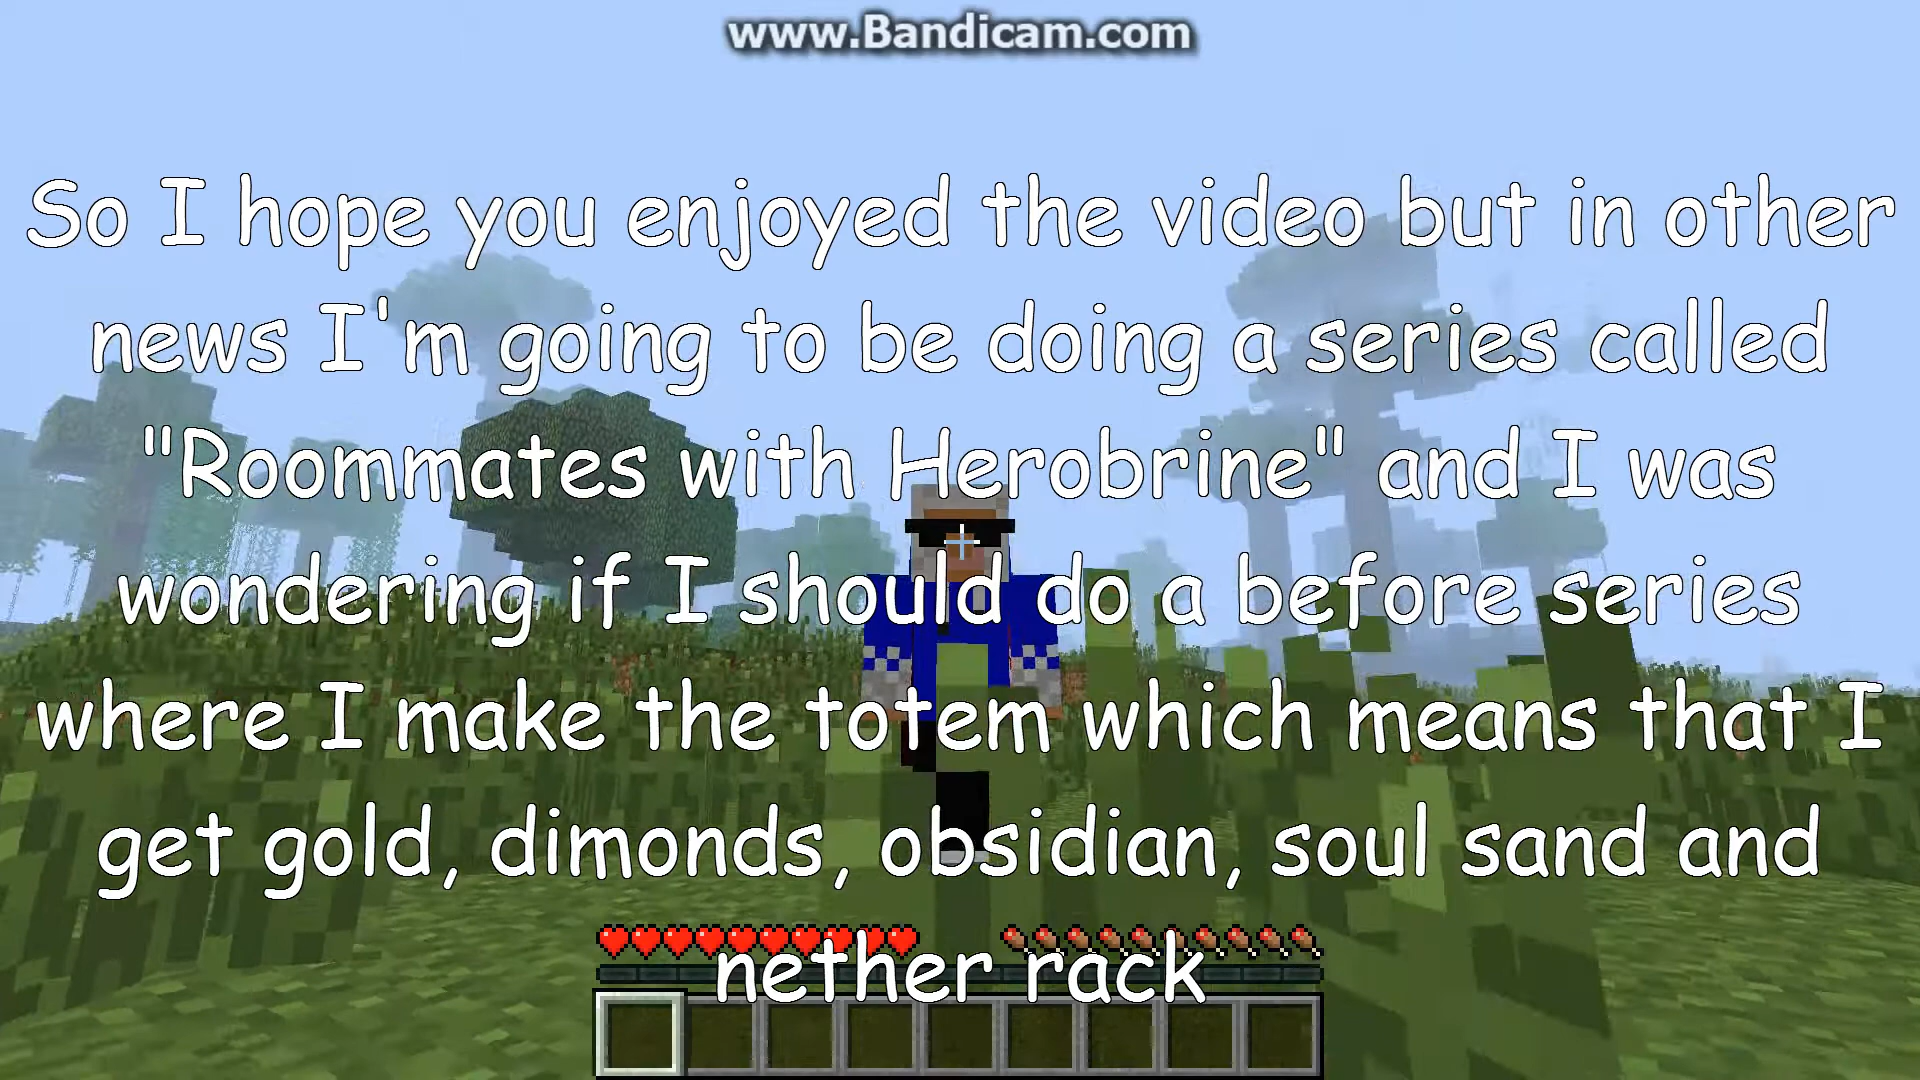 www.Bandicam.com
So I hope you enjoyed the video but in other
news I'm going to be doing a series called
"Roommates with Herobrine" and I was
wondering if I should do a before series
where I make the totem which means that I
get gold, dimonds, obsidian, soul sand and
nether rack